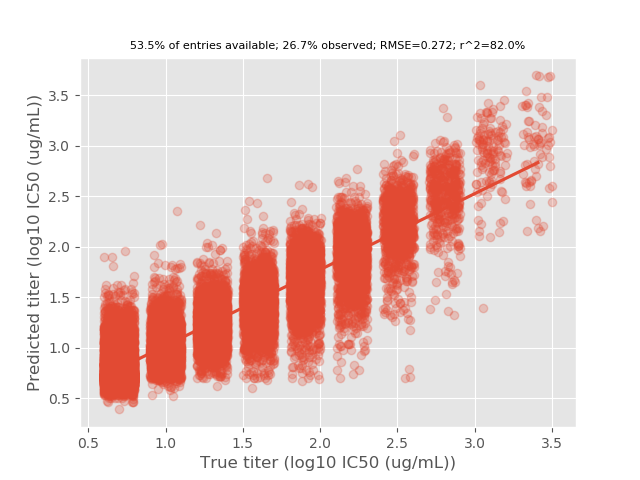 53.5% of entries available; 26.7% observed; RMSE=0.272; r^2=82.0%
3.5
3.0
2.5
2.0
1.5
1.0
0.5
Predicted titer (log10 IC50 (ug/mL))
0.5 1.0 1.5 2.0 2.5 3.0 3.5
True titer (log10 IC50 (ug/mL))